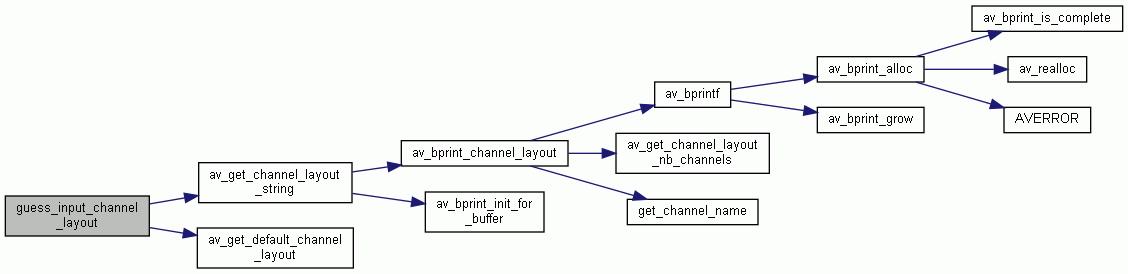 guess_input_channel
_layout
av_get_channel_layout
_string
av_get_default_channel
_layout
av_bprint_channel_layout
av_bprint_init_for
_buffer
av_bprintf
av_get_channel_layout
_nb_channels
get_channel_name
av_bprint_alloc
av_bprint_grow
av_bprint_is_complete
av_realloc
AVERROR